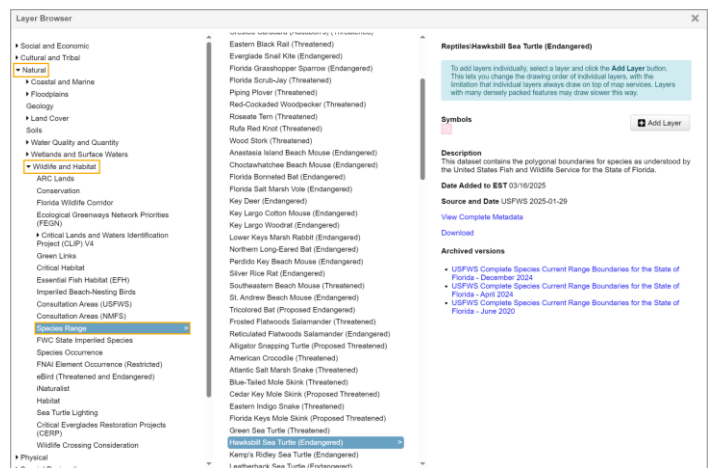 Layer Browser
Social and Economic
Cultural and Tribal
Natural
Coastal and Marine
Floodplains
Geology
Land Cover
Soils
Water Quality and Quantity
Wetlands and Surface Waters
Wildlife and Habitat
ARC Lands
Conservation
Florida Wildlife Corridor
Ecological Greenways Network Priorities
(FEGN)
Critical Lands and Waters Identification
Project (CLIP) V4
Green Links
Critical Habitat
Essential Fish Habitat (EFH)
Imperiled Beach-Nesting Birds
Consultation Areas (USFWS)
Consultation Areas (NMFS)
Species Range >
FWC State Imperiled Species
Species Occurrence
FNAI Element Occurrence (Restricted)
eBird (Threatened and Endangered)
iNaturalist
Habitat
Sea Turtle Lighting
Critical Everglades Restoration Projects
(CERP)
Wildlife Crossing Consideration
Physical
Eastern Black Rail (Threatened)
Everglade Snail Kite (Endangered)
Florida Grasshopper Sparrow (Endangered)
Florida Scrub-Jay (Threatened)
Piping Plover (Threatened)
Red-Cockaded Woodpecker (Threatened)
Roseate Tern (Threatened)
Rufa Red Knot (Threatened)
Wood Stork (Threatened)
Anastasia Island Beach Mouse (Endangered)
Choctawhatchee Beach Mouse (Endangered)
Florida Bonneted Bat (Endangered)
Florida Salt Marsh Vole (Endangered)
Key Deer (Endangered)
Key Largo Cotton Mouse (Endangered)
Key Largo Woodrat (Endangered)
Lower Keys Marsh Rabbit (Endangered)
Northern Long-Eared Bat (Endangered)
Perdido Key Beach Mouse (Endangered)
Silver Rice Rat (Endangered)
Southeastern Beach Mouse (Threatened)
St. Andrew Beach Mouse (Endangered)
Tricolored Bat (Proposed Endangered)
Frosted Flatwoods Salamander (Threatened)
Reticulated Flatwoods Salamander (Endangered)
Alligator Snapping Turtle (Proposed Threatened)
American Crocodile (Threatened)
Atlantic Salt Marsh Snake (Threatened)
Blue-Tailed Mole Skink (Threatened)
Cedar Key Mole Skink (Proposed Threatened)
Eastern Indigo Snake (Threatened)
Florida Keys Mole Skink (Proposed Threatened)
Green Sea Turtle (Threatened)
Hawksbill Sea Turtle (Endangered) >
Kemp's Ridley Sea Turtle (Endangered)
Leatherback Sea Turtle (Endangered)
Reptiles\Hawksbill Sea Turtle (Endangered)
To add layers individually, select a layer and click the Add Layer button.
This lets you change the drawing order of individual layers, with the
limitation that individual layers always draw on top of map services. Layers
with many densely packed features may draw slower this way.
Symbols
Add Layer
Description
This dataset contains the polygonal boundaries for species as understood by
the United States Fish and Wildlife Service for the State of Florida.
Date Added to EST 03/16/2025
Source and Date USFWS 2025-01-29
View Complete Metadata
Download
Archived versions
USFWS Complete Species Current Range Boundaries for the State of
Florida - December 2024
USFWS Complete Species Current Range Boundaries for the State of
Florida - April 2024
USFWS Complete Species Current Range Boundaries for the State of
Florida - June 2020